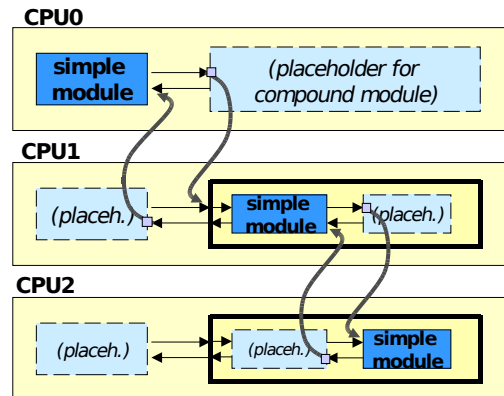 CPU0
simple
module
(placeholder for
compound module)
CPU1
(placeh.)
simple
module
(placeh.)
CPU2
(placeh.)
(placeh.)
simple
module